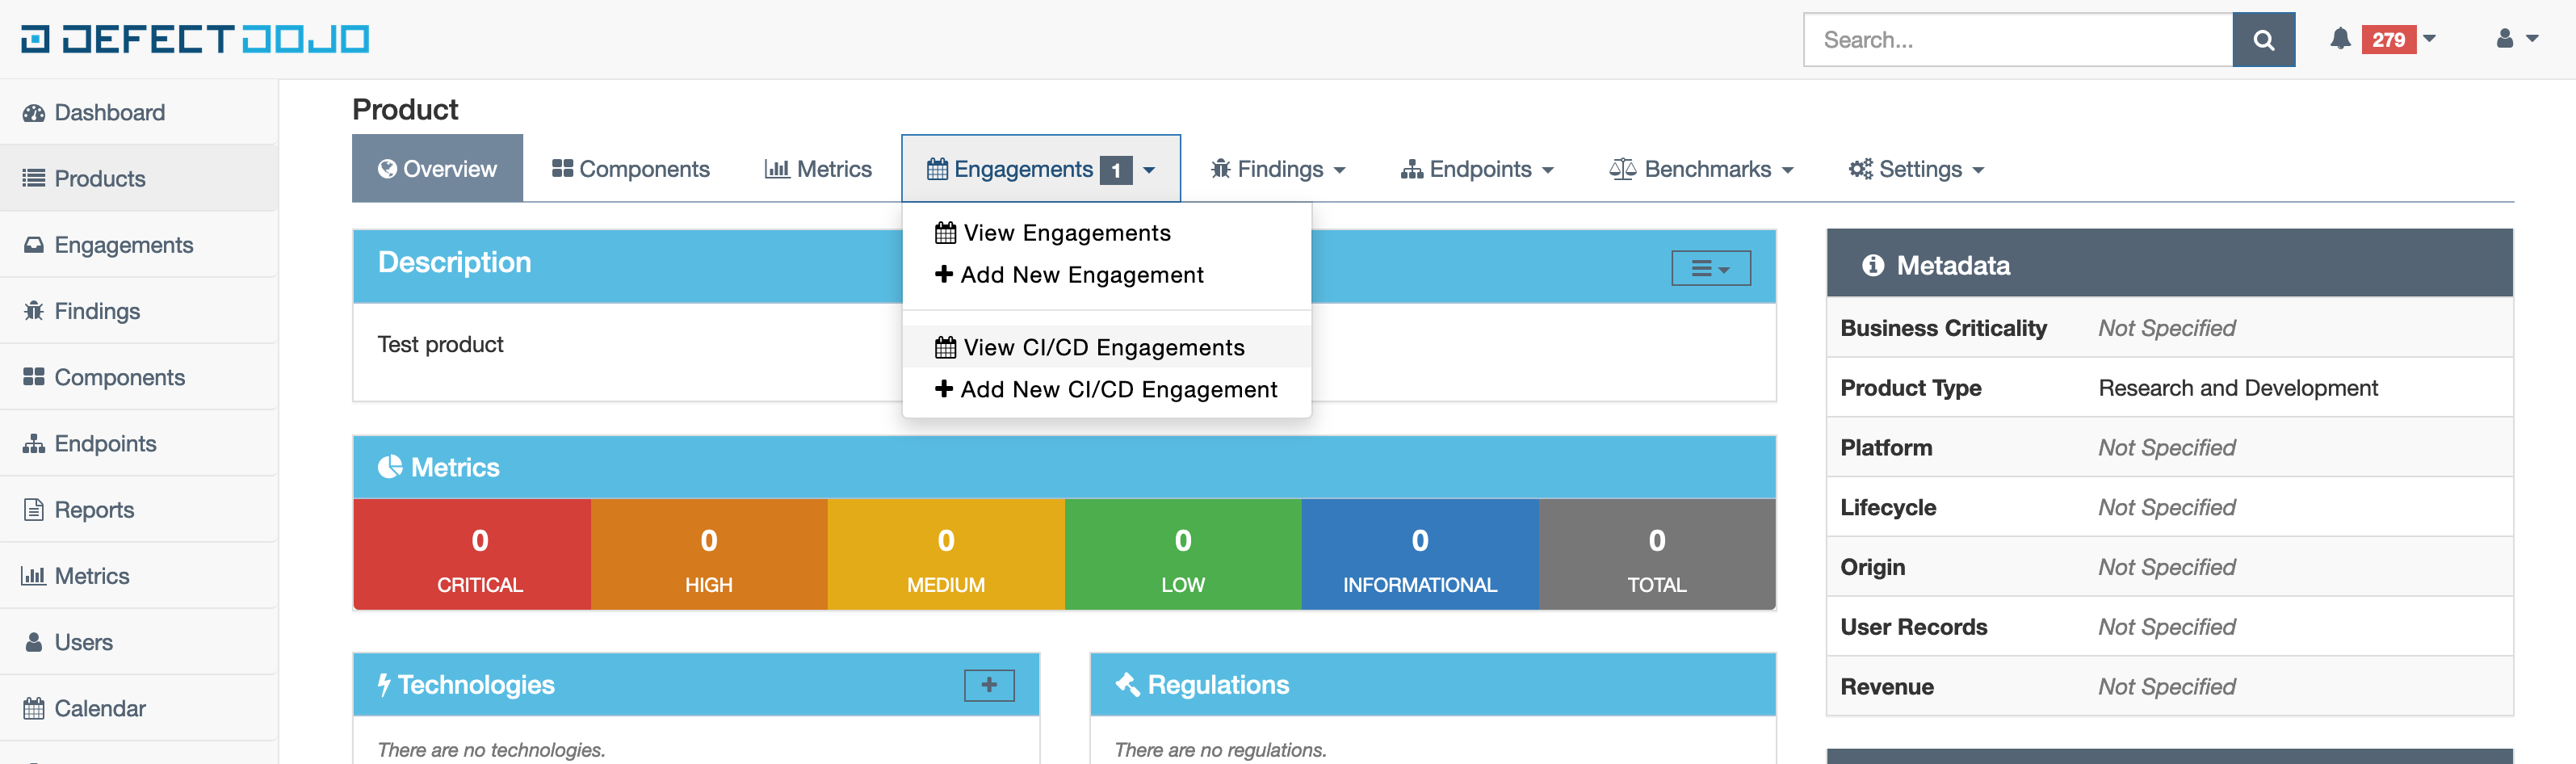 DEFECTDOJO
Search...
279
Dashboard
Products
Engagements
Findings
Components
Endpoints
Reports
Metrics
Users
Calendar
Product
Overview
Components
Metrics
Engagements 1
Findings
Endpoints
Benchmarks
Settings
View Engagements
Add New Engagement
View CI/CD Engagements
Add New CI/CD Engagement
Description
Test product
Metrics
0
CRITICAL
0
HIGH
0
MEDIUM
0
LOW
0
INFORMATIONAL
0
TOTAL
Technologies
There are no technologies.
Regulations
There are no regulations.
Metadata
Business Criticality Not Specified
Product Type Research and Development
Platform Not Specified
Lifecycle Not Specified
Origin Not Specified
User Records Not Specified
Revenue Not Specified